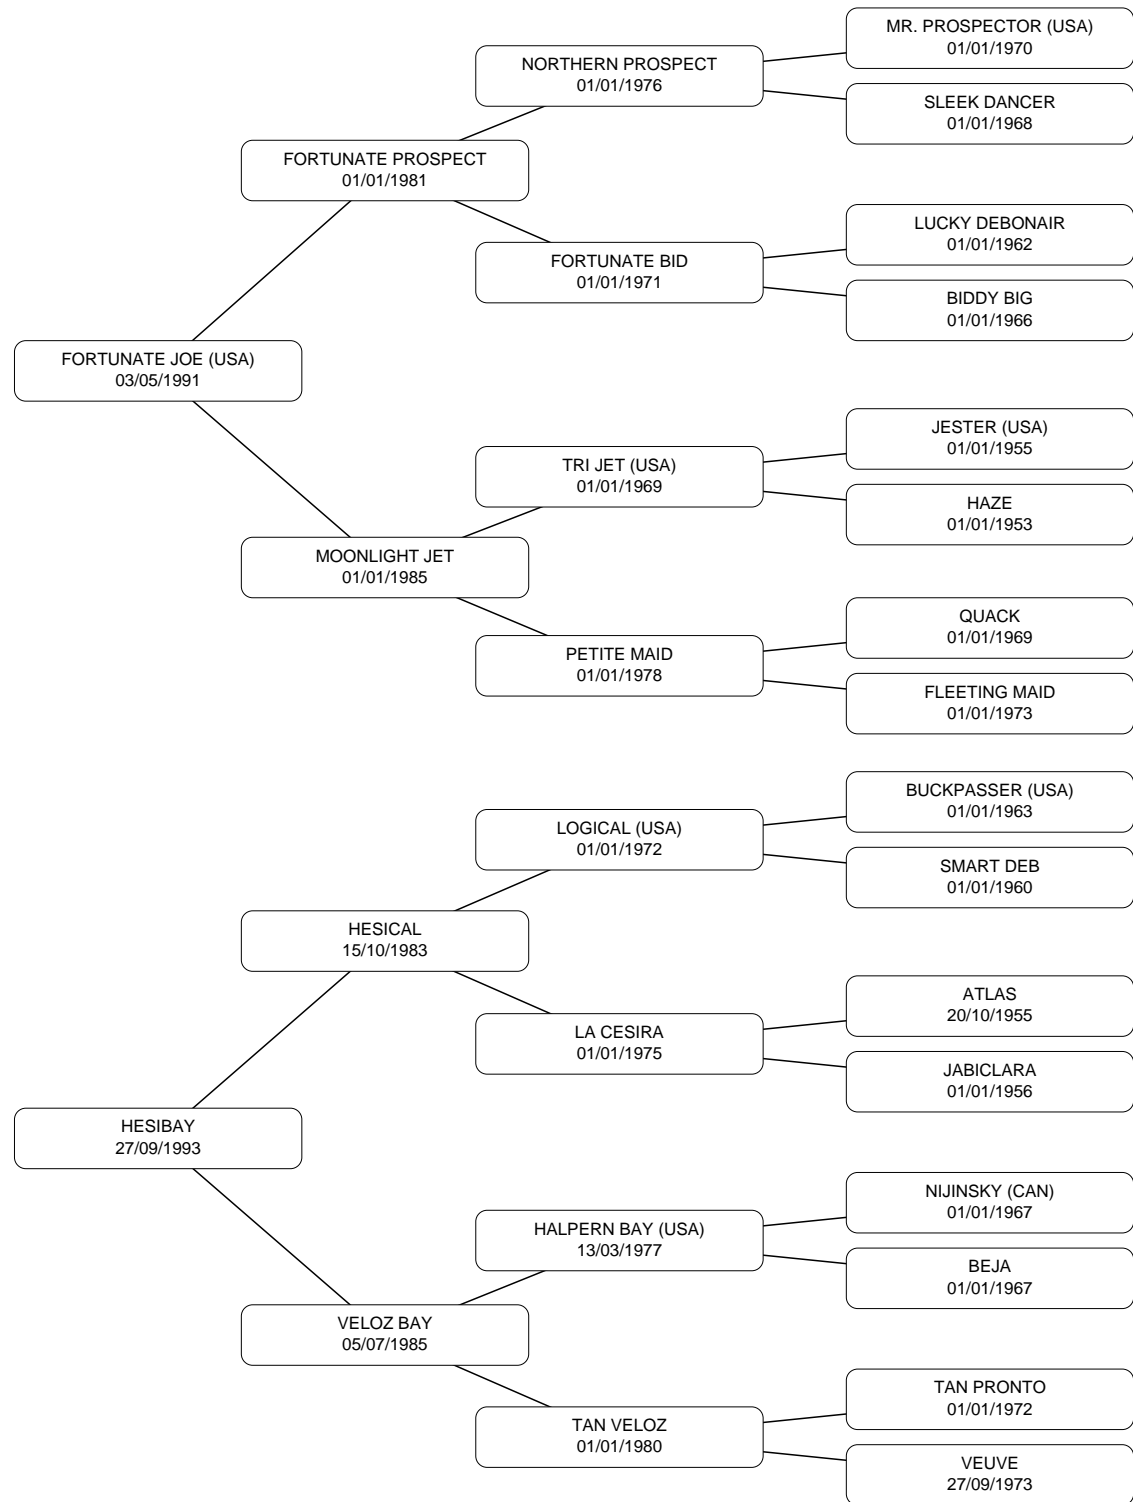 MR. PROSPECTOR (USA)
01/01/1970
NORTHERN PROSPECT
01/01/1976
SLEEK DANCER
01/01/1968
FORTUNATE PROSPECT
01/01/1981
LUCKY DEBONAIR
01/01/1962
FORTUNATE BID
01/01/1971
BIDDY BIG
01/01/1966
FORTUNATE JOE (USA)
03/05/1991
JESTER (USA)
01/01/1955
TRI JET (USA)
01/01/1969
HAZE
01/01/1953
MOONLIGHT JET
01/01/1985
QUACK
01/01/1969
PETITE MAID
01/01/1978
FLEETING MAID
01/01/1973
BUCKPASSER (USA)
01/01/1963
LOGICAL (USA)
01/01/1972
SMART DEB
01/01/1960
HESICAL
15/10/1983
ATLAS
20/10/1955
LA CESIRA
01/01/1975
JABICLARA
01/01/1956
HESIBAY
27/09/1993
NIJINSKY (CAN)
01/01/1967
HALPERN BAY (USA)
13/03/1977
BEJA
01/01/1967
VELOZ BAY
05/07/1985
TAN PRONTO
01/01/1972
TAN VELOZ
01/01/1980
VEUVE
27/09/1973